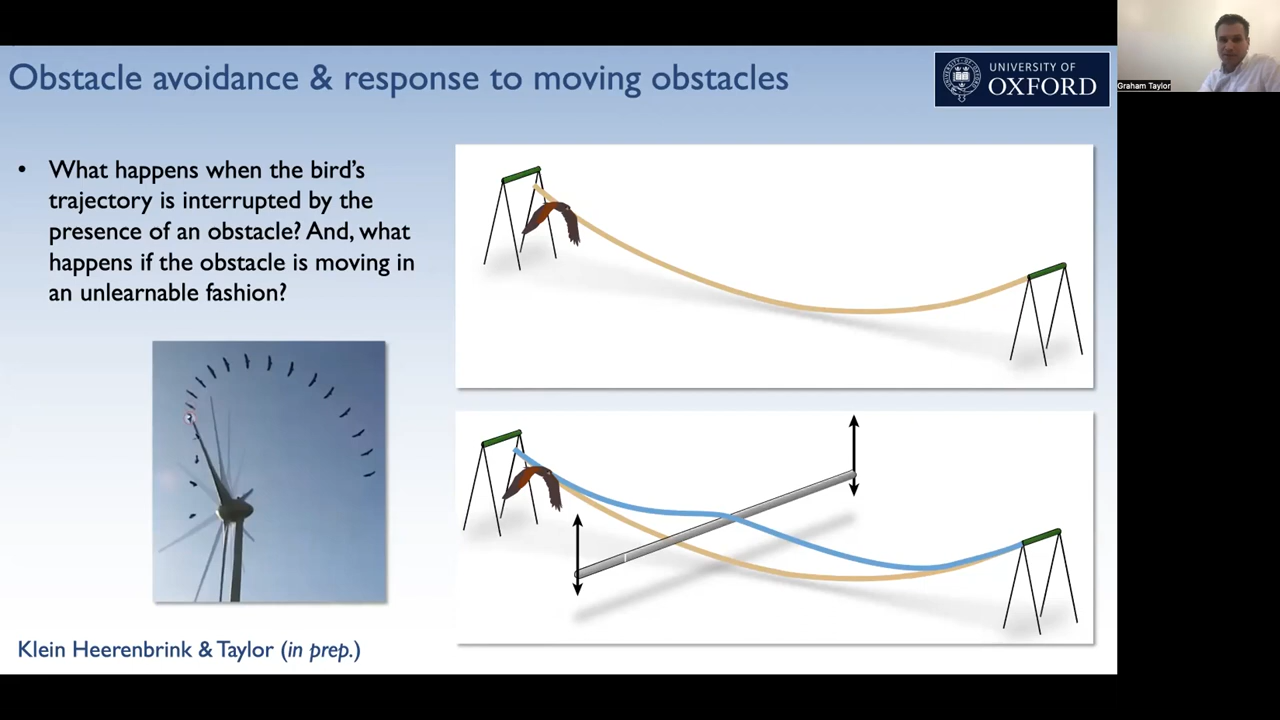 Obstacle avoidance & response to moving obstacles
UNIVERSITY OF
OXFORD
Graham Taylor
• What happens when the bird's
trajectory is interrupted by the
presence of an obstacle? And, what
happens if the obstacle is moving in
an unlearnable fashion?
Klein Heerenbrink & Taylor (in prep.)